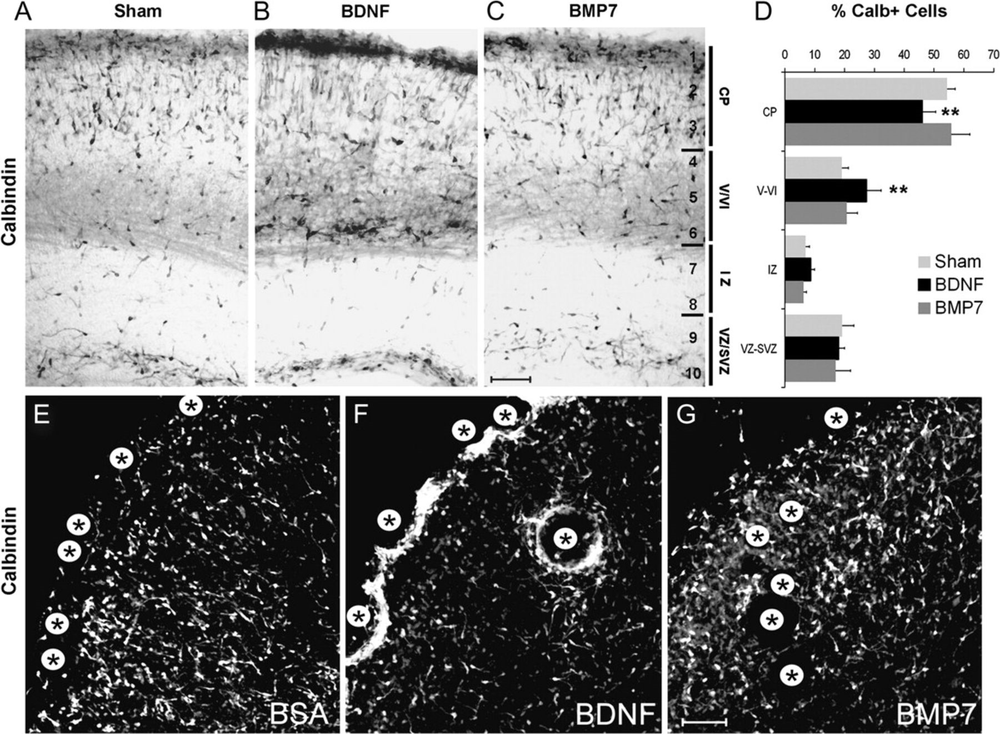 A Sham
B BDNF
C BMP7
D % Calb+ Cells
Calbindin
1
2
3
4
5
6
7
8
9
10
CP
V/VI
IZ
VZ/SVZ
0 10 20 30 40 50 60 70
CP
**
V-VI
**
IZ
VZ-SVZ
Sham
BDNF
BMP7
Calbindin
E
* * * * * *
BSA
F
* * * * *
BDNF
G
* * * * * *
BMP7